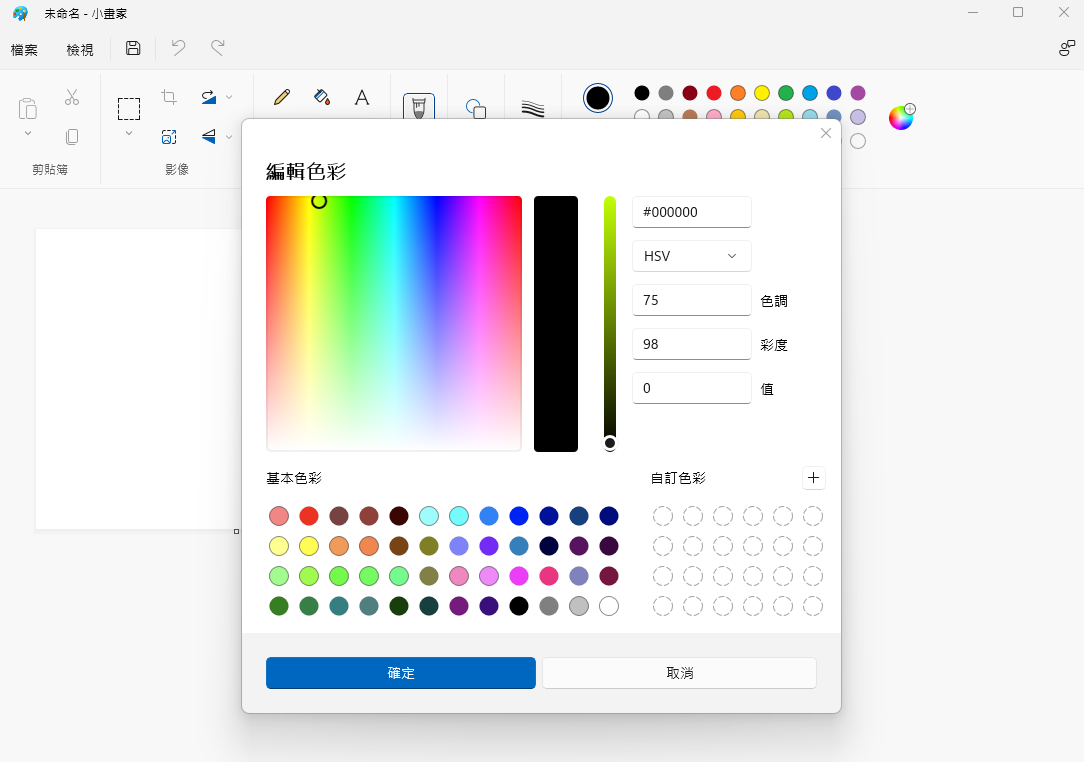 未命名 - 小畫家
檔案 檢視
剪貼簿 影像
編輯色彩
#000000
HSV
75 色調
98 彩度
0 值
基本色彩 自訂色彩
確定 取消